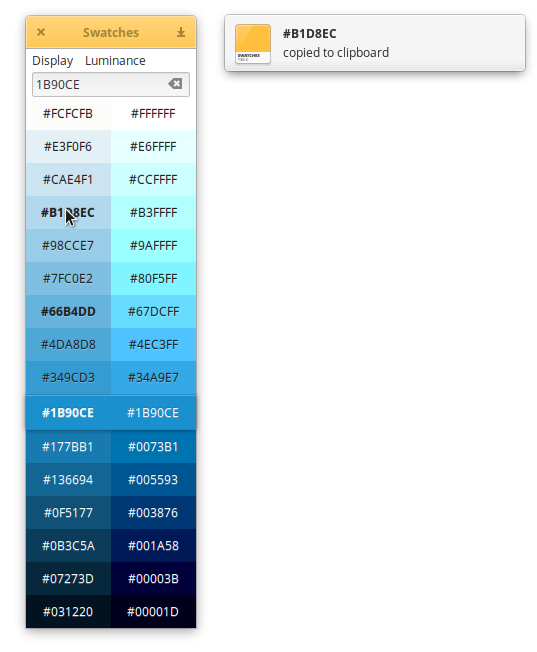 Swatches
Display Luminance
1B90CE
#FCFCFB #FFFFFF
#E3F0F6 #E6FFFF
#CAE4F1 #CCFFFF
#B1D8EC #B3FFFF
#98CCE7 #9AFFFF
#7FC0E2 #80F5FF
#66B4DD #67DCFF
#4DA8D8 #4EC3FF
#349CD3 #34A9E7
#1B90CE #1B90CE
#177BB1 #0073B1
#136694 #005593
#0F5177 #003876
#0B3C5A #001A58
#07273D #00003B
#031220 #00001D
#B1D8EC
copied to clipboard
SWATCHES